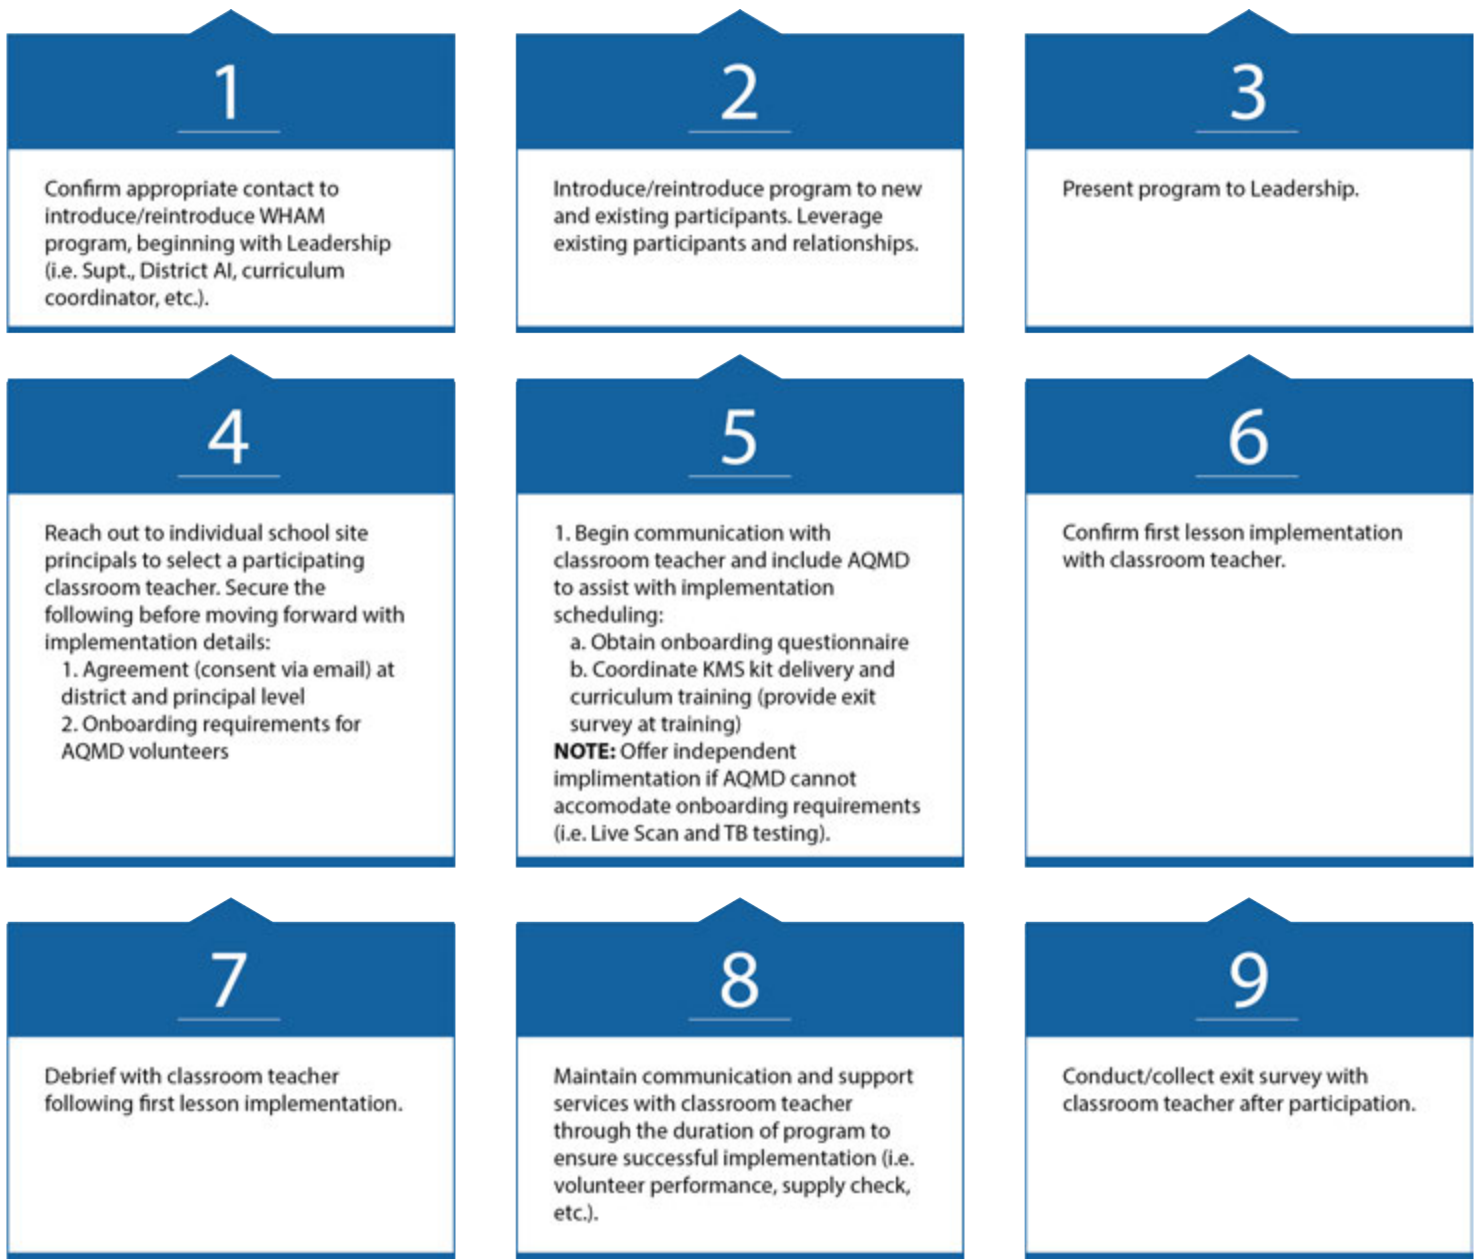 1
Confirm appropriate contact to
introduce/reintroduce WHAM
program, beginning with Leadership
(i.e. Supt., District AI, curriculum
coordinator, etc.).
2
Introduce/reintroduce program to new
and existing participants. Leverage
existing participants and relationships.
3
Present program to Leadership.
4
Reach out to individual school site
principals to select a participating
classroom teacher. Secure the
following before moving forward with
implementation details:
1. Agreement (consent via email) at
district and principal level
2. Onboarding requirements for
AQMD volunteers
5
1. Begin communication with
classroom teacher and include AQMD
to assist with implementation
scheduling:
a. Obtain onboarding questionnaire
b. Coordinate KMS kit delivery and
curriculum training (provide exit
survey at training)
NOTE: Offer independent
implimentation if AQMD cannot
accomodate onboarding requirements
(i.e. Live Scan and TB testing).
6
Confirm first lesson implementation
with classroom teacher.
7
Debrief with classroom teacher
following first lesson implementation.
8
Maintain communication and support
services with classroom teacher
through the duration of program to
ensure successful implementation (i.e.
volunteer performance, supply check,
etc.).
9
Conduct/collect exit survey with
classroom teacher after participation.